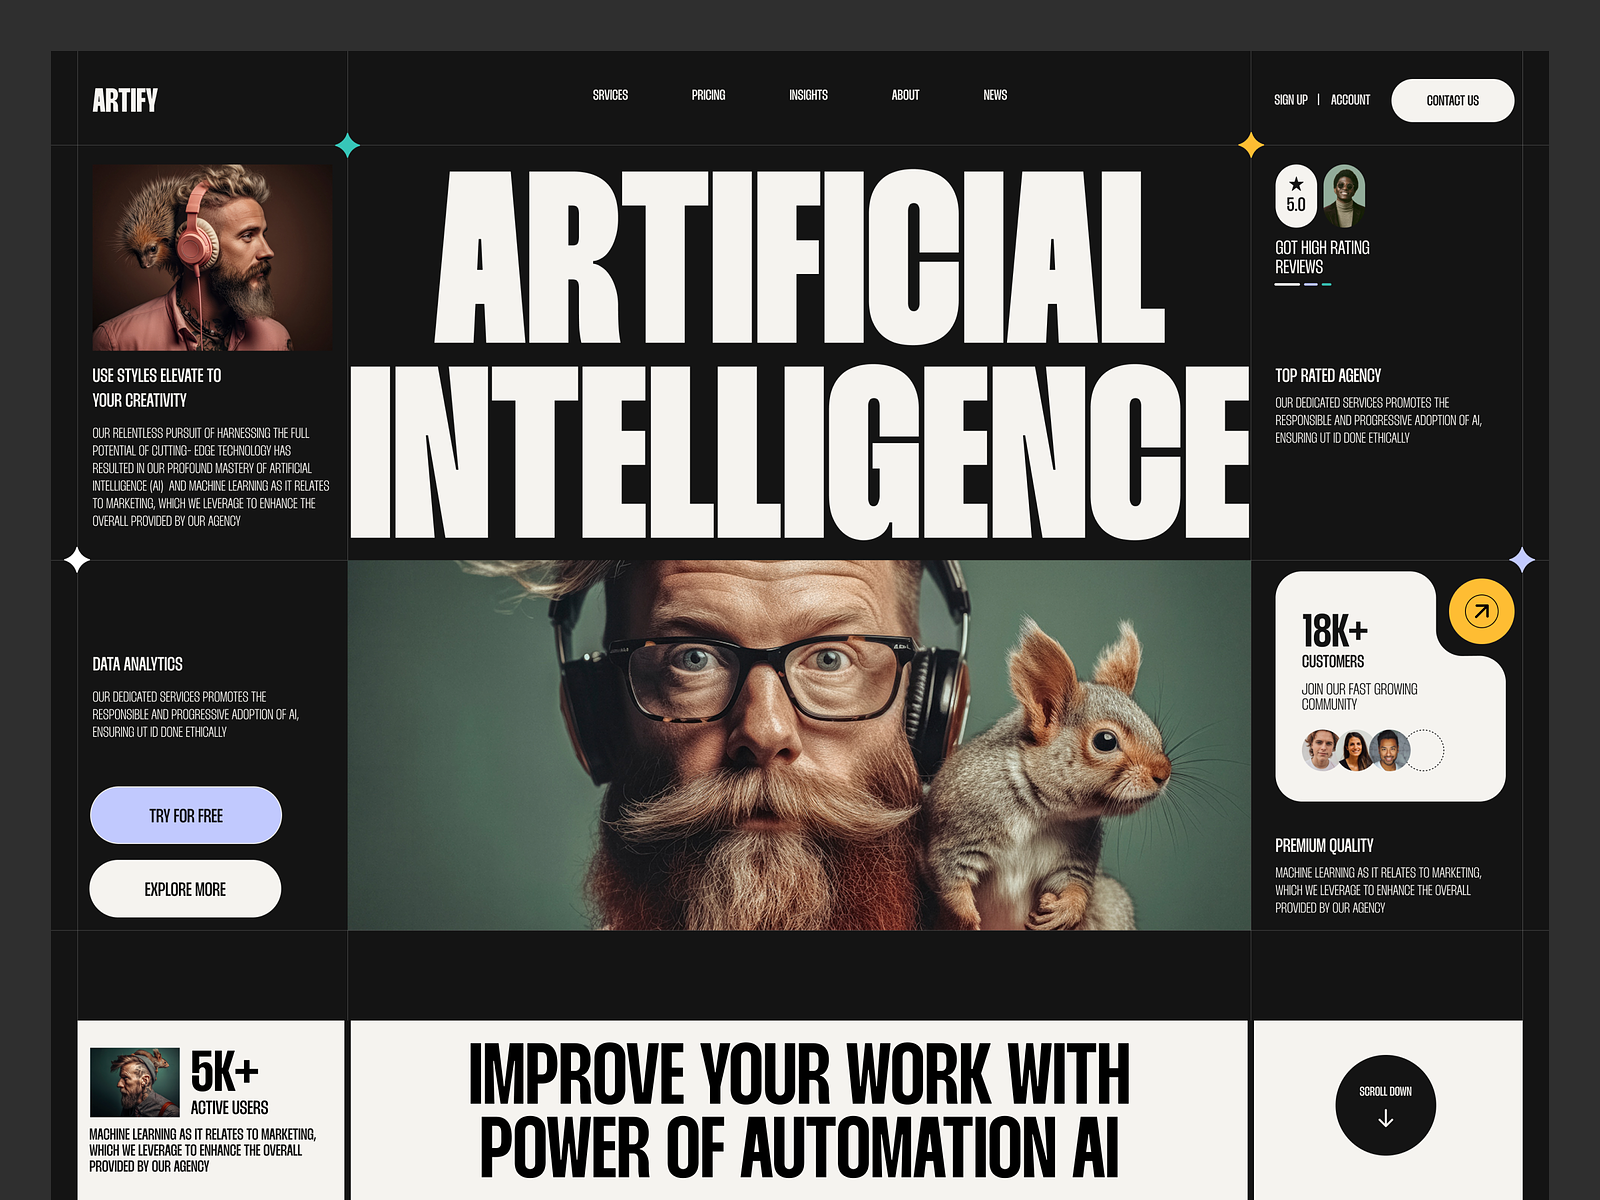 ARTIFY
SRVICES
PRICING
INSIGHTS
ABOUT
NEWS
SIGN UP | ACCOUNT
CONTACT US
ARTIFICIAL
INTELLIGENCE
USE STYLES ELEVATE TO
YOUR CREATIVITY
OUR RELENTLESS PURSUIT OF HARNESSING THE FULL
POTENTIAL OF CUTTING- EDGE TECHNOLOGY HAS
RESULTED IN OUR PROFOUND MASTERY OF ARTIFICIAL
INTELLIGENCE (AI) AND MACHINE LEARNING AS IT RELATES
TO MARKETING, WHICH WE LEVERAGE TO ENHANCE THE
OVERALL PROVIDED BY OUR AGENCY
5.0
GOT HIGH RATING
REVIEWS
TOP RATED AGENCY
OUR DEDICATED SERVICES PROMOTES THE
RESPONSIBLE AND PROGRESSIVE ADOPTION OF AI,
ENSURING UT ID DONE ETHICALLY
DATA ANALYTICS
OUR DEDICATED SERVICES PROMOTES THE
RESPONSIBLE AND PROGRESSIVE ADOPTION OF AI,
ENSURING UT ID DONE ETHICALLY
TRY FOR FREE
EXPLORE MORE
18K+
CUSTOMERS
JOIN OUR FAST GROWING
COMMUNITY
PREMIUM QUALITY
MACHINE LEARNING AS IT RELATES TO MARKETING,
WHICH WE LEVERAGE TO ENHANCE THE OVERALL
PROVIDED BY OUR AGENCY
5K+
ACTIVE USERS
MACHINE LEARNING AS IT RELATES TO MARKETING,
WHICH WE LEVERAGE TO ENHANCE THE OVERALL
PROVIDED BY OUR AGENCY
IMPROVE YOUR WORK WITH
POWER OF AUTOMATION AI
SCROLL DOWN